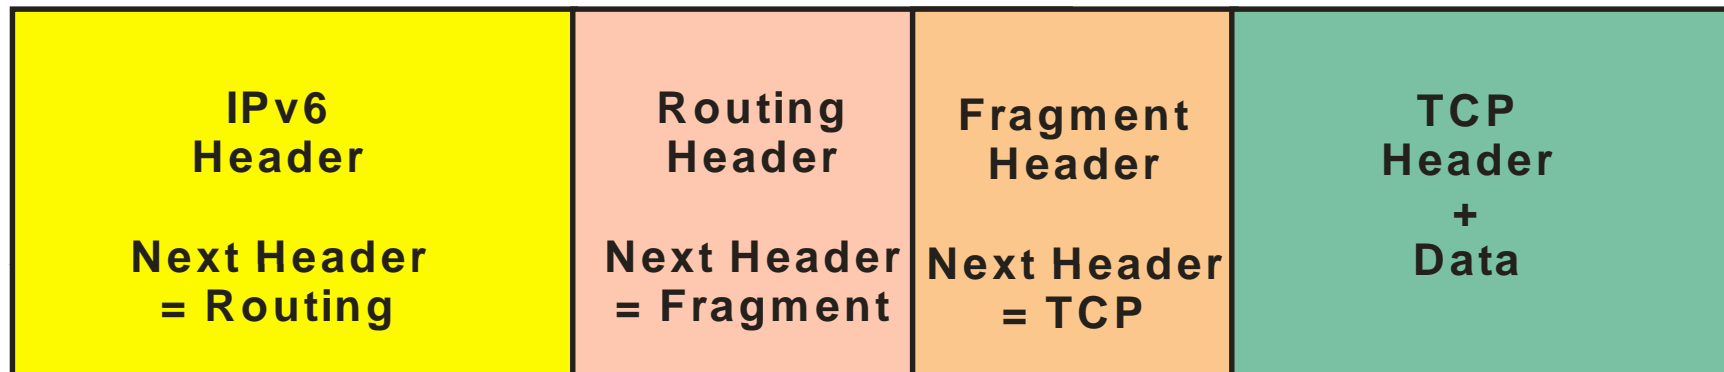 IPv6
Header
Next Header
= Routing
Routing
Header
Next Header
= Fragment
Fragment
Header
Next Header
= TCP
TCP
Header
+
Data